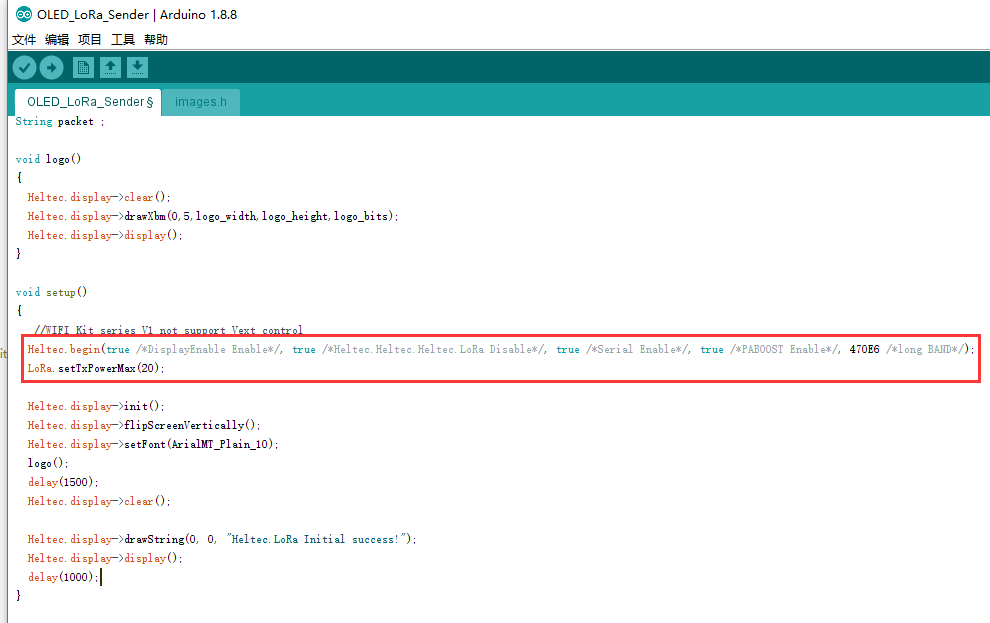 OLED_LoRa_Sender | Arduino 1.8.8
文件 编辑 项目 工具 帮助
OLED_LoRa_Sender § images.h
String packet ;
void logo()
{
Heltec.display->clear();
Heltec.display->drawXbm(0,5,logo_width,logo_height,logo_bits);
Heltec.display->display();
}
void setup()
{
//WIFI Kit series V1 not support Vext control
Heltec.begin(true /*DisplayEnable Enable*/, true /*Heltec.Heltec.Heltec.LoRa Disable*/, true /*Serial Enable*/, true /*PABOOST Enable*/, 470E6 /*long BAND*/);
LoRa.setTxPowerMax(20);
Heltec.display->init();
Heltec.display->flipScreenVertically();
Heltec.display->setFont(ArialMT_Plain_10);
logo();
delay(1500);
Heltec.display->clear();
Heltec.display->drawString(0, 0, "Heltec.LoRa Initial success!");
Heltec.display->display();
delay(1000);
}